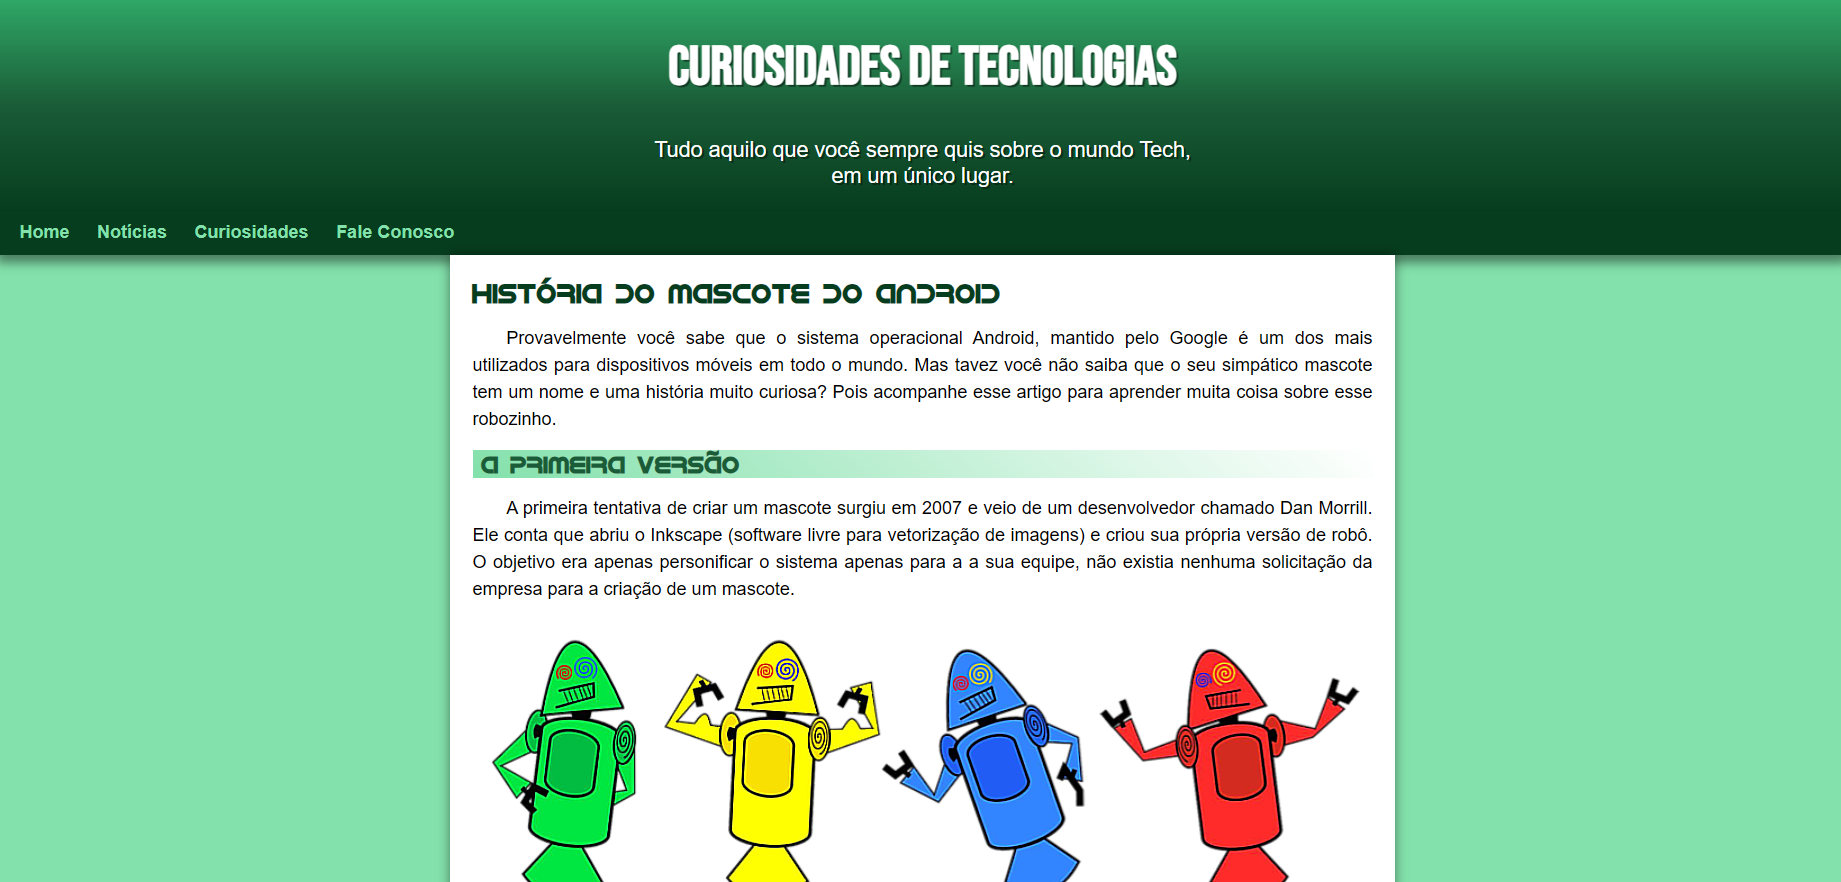 CURIOSIDADES DE TECNOLOGIAS
Tudo aquilo que você sempre quis sobre o mundo Tech,
em um único lugar.
Home Notícias Curiosidades Fale Conosco
HISTÓRIA DO MASCOTE DO ANDROID
Provavelmente você sabe que o sistema operacional Android, mantido pelo Google é um dos mais
utilizados para dispositivos móveis em todo o mundo. Mas tavez você não saiba que o seu simpático mascote
tem um nome e uma história muito curiosa? Pois acompanhe esse artigo para aprender muita coisa sobre esse
robozinho.
A PRIMEIRA VERSÃO
A primeira tentativa de criar um mascote surgiu em 2007 e veio de um desenvolvedor chamado Dan Morrill.
Ele conta que abriu o Inkscape (software livre para vetorização de imagens) e criou sua própria versão de robô.
O objetivo era apenas personificar o sistema apenas para a a sua equipe, não existia nenhuma solicitação da
empresa para a criação de um mascote.